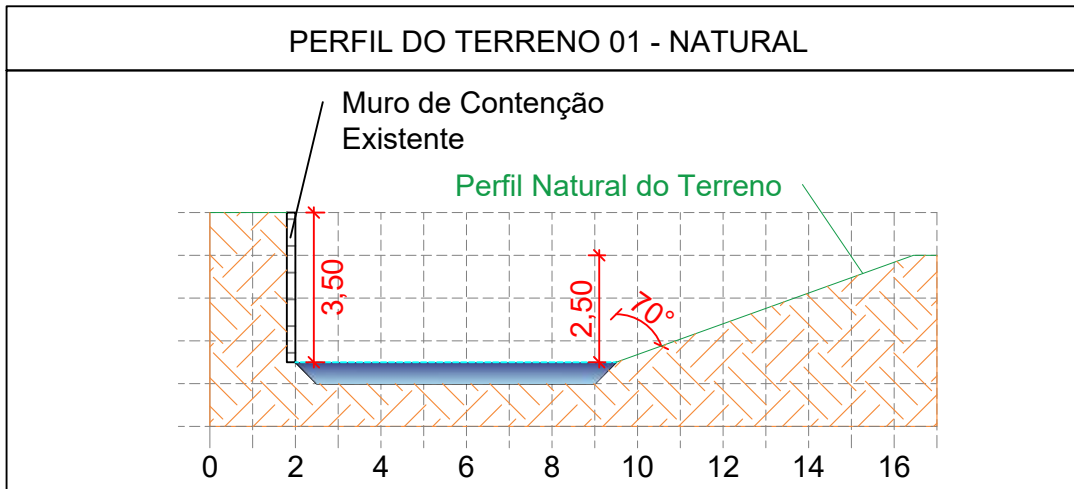 PERFIL DO TERRENO 01 - NATURAL
Muro de Contenção
Existente
Perfil Natural do Terreno
3,50
2,50
70°
0 2 4 6 8 10 12 14 16